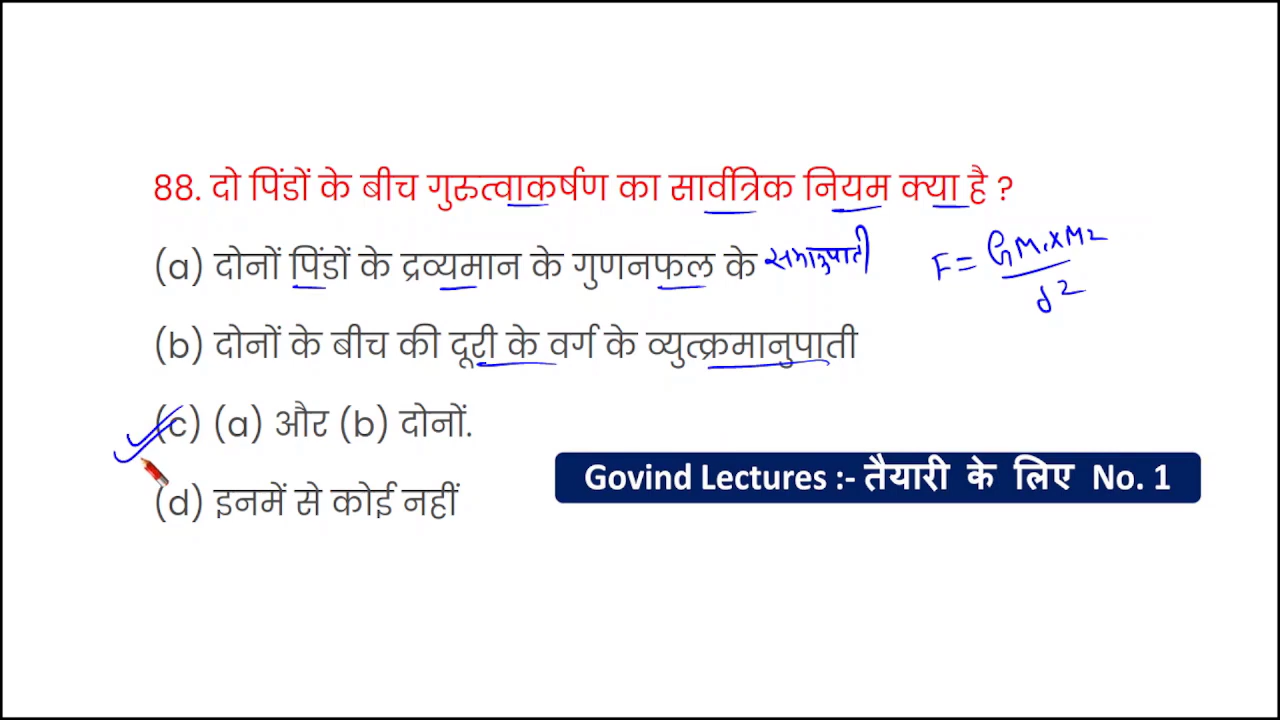 88. दो पिंडों के बीच गुरुत्वाकर्षण का सार्वत्रिक नियम क्या है ?
(a) दोनों पिंडों के द्रव्यमान के गुणनफल के समानुपाती
F = GM₁×M₂ / d²
(b) दोनों के बीच की दूरी के वर्ग के व्युत्क्रमानुपाती
(c) (a) और (b) दोनों.
(d) इनमें से कोई नहीं
Govind Lectures :- तैयारी के लिए No. 1